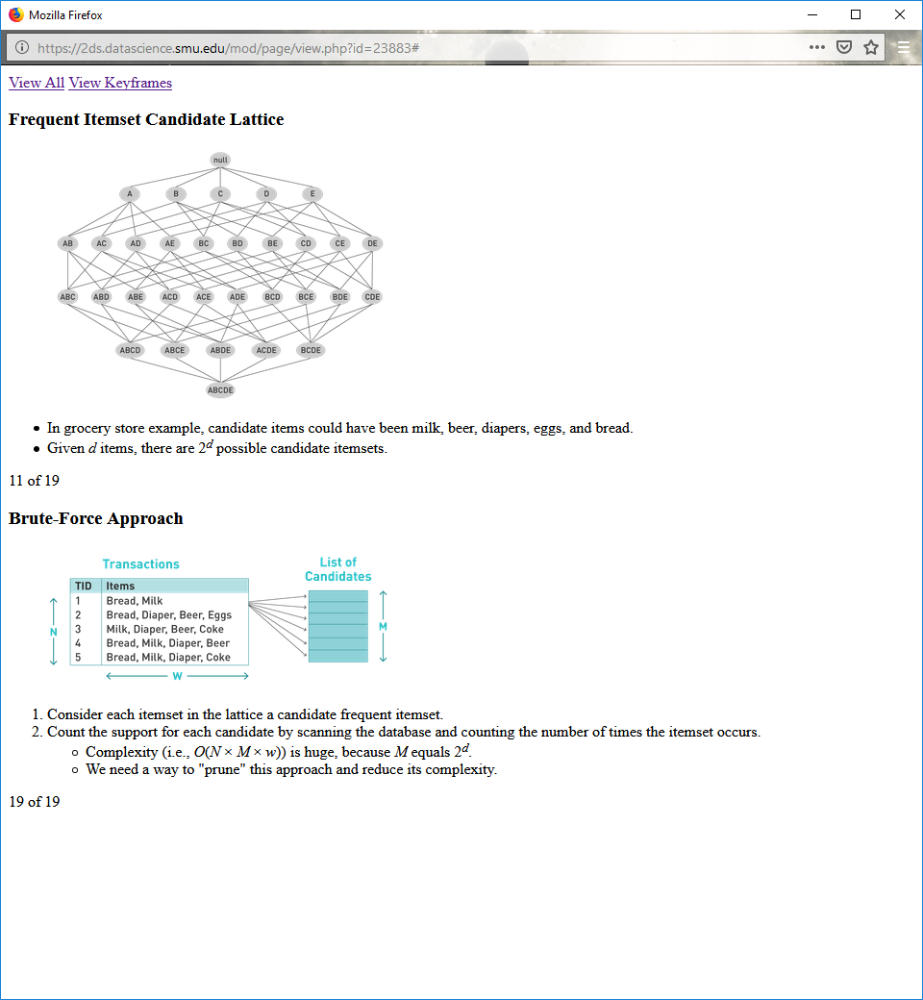 Mozilla Firefox
https://2ds.datascience.smu.edu/mod/page/view.php?id=23883#
View All View Keyframes
Frequent Itemset Candidate Lattice
null
A B C D E
AB AC AD AE BC BD BE CD CE DE
ABC ABD ABE ACD ACE ADE BCD BCE BDE CDE
ABCD ABCE ABDE ACDE BCDE
ABCDE
• In grocery store example, candidate items could have been milk, beer, diapers, eggs, and bread.
• Given d items, there are 2^d possible candidate itemsets.
11 of 19
Brute-Force Approach
Transactions
List of
Candidates
TID Items
1 Bread, Milk
2 Bread, Diaper, Beer, Eggs
3 Milk, Diaper, Beer, Coke
4 Bread, Milk, Diaper, Beer
5 Bread, Milk, Diaper, Coke
N
M
W
1. Consider each itemset in the lattice a candidate frequent itemset.
2. Count the support for each candidate by scanning the database and counting the number of times the itemset occurs.
◦ Complexity (i.e., O(N × M × w)) is huge, because M equals 2^d.
◦ We need a way to "prune" this approach and reduce its complexity.
19 of 19